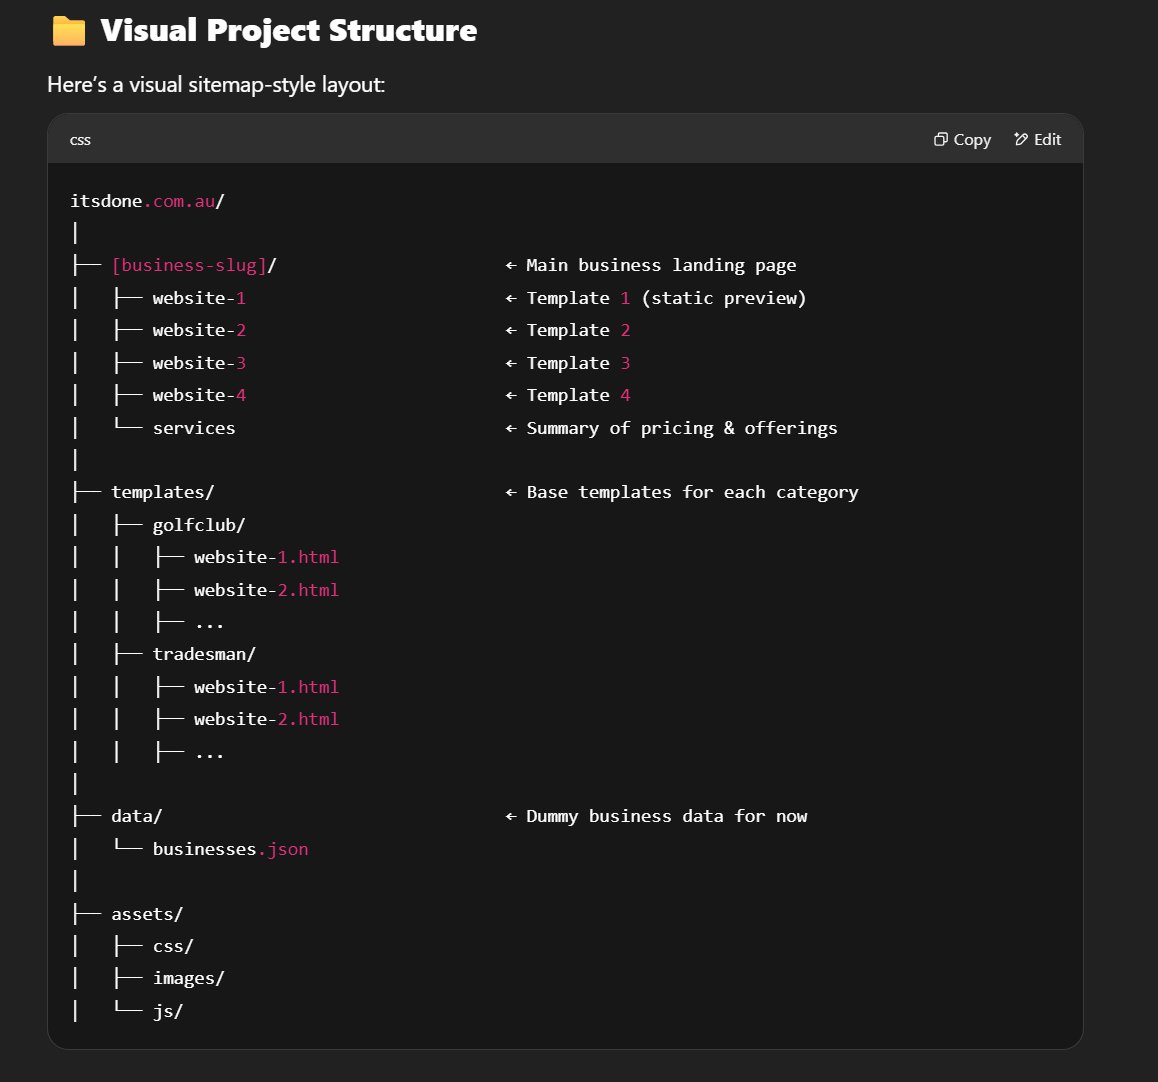 📁 Visual Project Structure
Here’s a visual sitemap-style layout:
css Copy Edit
itsdone.com.au/
│
├── [business-slug]/ ← Main business landing page
│ ├── website-1 ← Template 1 (static preview)
│ ├── website-2 ← Template 2
│ ├── website-3 ← Template 3
│ ├── website-4 ← Template 4
│ └── services ← Summary of pricing & offerings
│
├── templates/ ← Base templates for each category
│ ├── golfclub/
│ │ ├── website-1.html
│ │ ├── website-2.html
│ │ ├── ...
│ ├── tradesman/
│ │ ├── website-1.html
│ │ ├── website-2.html
│ │ ├── ...
│
├── data/ ← Dummy business data for now
│ └── businesses.json
│
├── assets/
│ ├── css/
│ ├── images/
│ └── js/